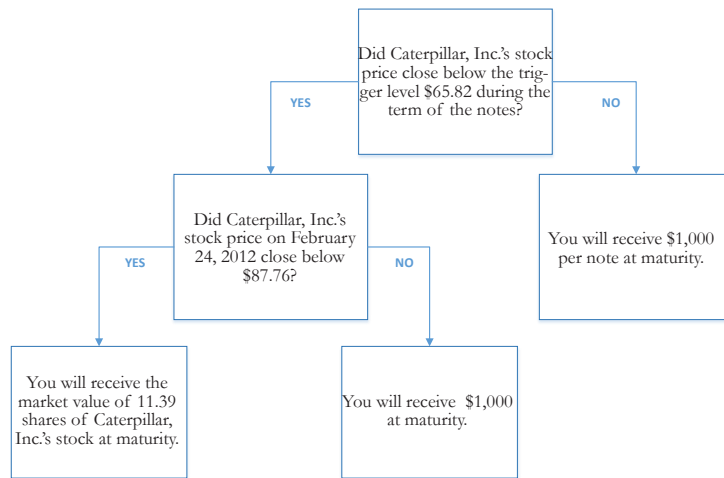 Did Caterpillar, Inc.'s stock
price close below the trig-
ger level $65.82 during the
term of the notes?
YES
NO
Did Caterpillar, Inc.'s
stock price on February
24, 2012 close below
$87.76?
You will receive $1,000
per note at maturity.
YES
NO
You will receive the
market value of 11.39
shares of Caterpillar,
Inc.'s stock at maturity.
You will receive $1,000
at maturity.